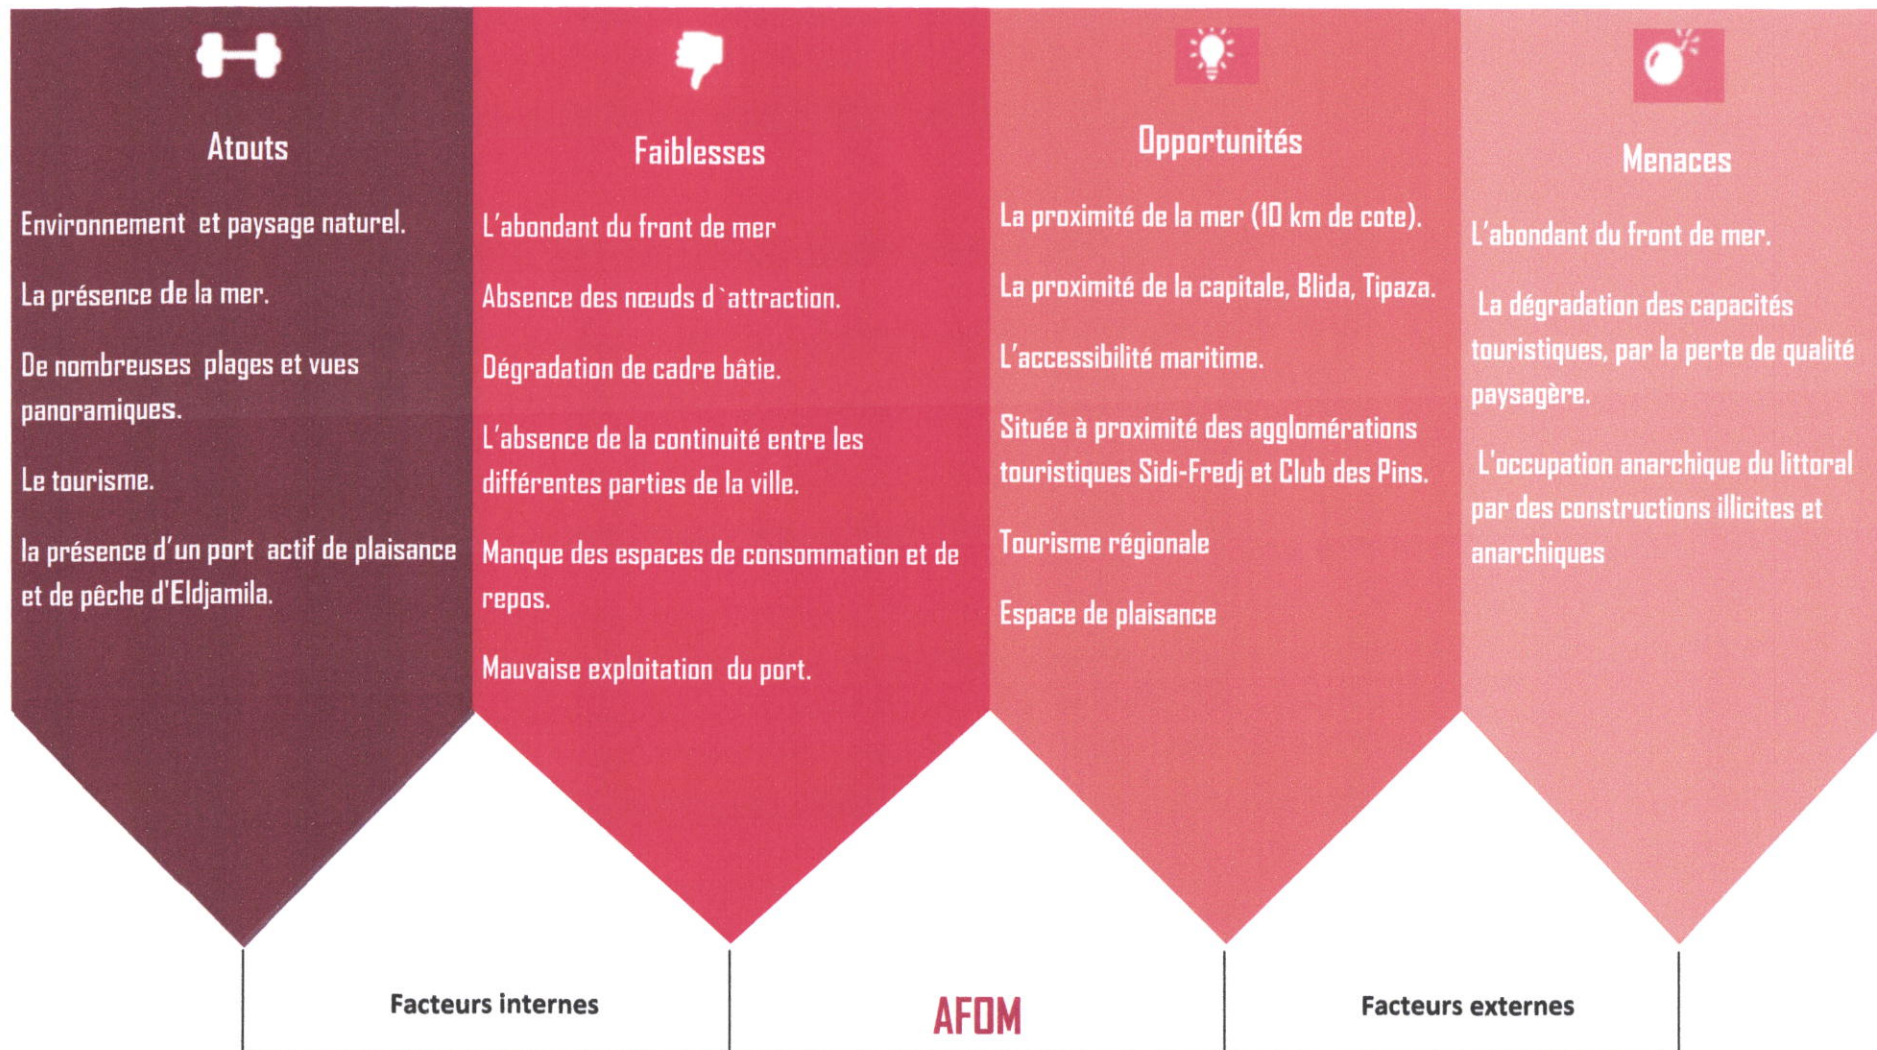 Atouts
Environnement et paysage naturel.
La présence de la mer.
De nombreuses plages et vues
panoramiques.
Le tourisme.
la présence d'un port actif de plaisance
et de pêche d'Eldjamila.
Faiblesses
L'abondant du front de mer
Absence des nœuds d`attraction.
Dégradation de cadre bâtie.
L'absence de la continuité entre les
différentes parties de la ville.
Manque des espaces de consommation et de
repos.
Mauvaise exploitation du port.
Opportunités
La proximité de la mer (10 km de cote).
La proximité de la capitale, Blida, Tipaza.
L'accessibilité maritime.
Située à proximité des agglomérations
touristiques Sidi-Fredj et Club des Pins.
Tourisme régionale
Espace de plaisance
Menaces
L'abondant du front de mer.
La dégradation des capacités
touristiques, par la perte de qualité
paysagère.
L'occupation anarchique du littoral
par des constructions illicites et
anarchiques
Facteurs internes
AFOM
Facteurs externes